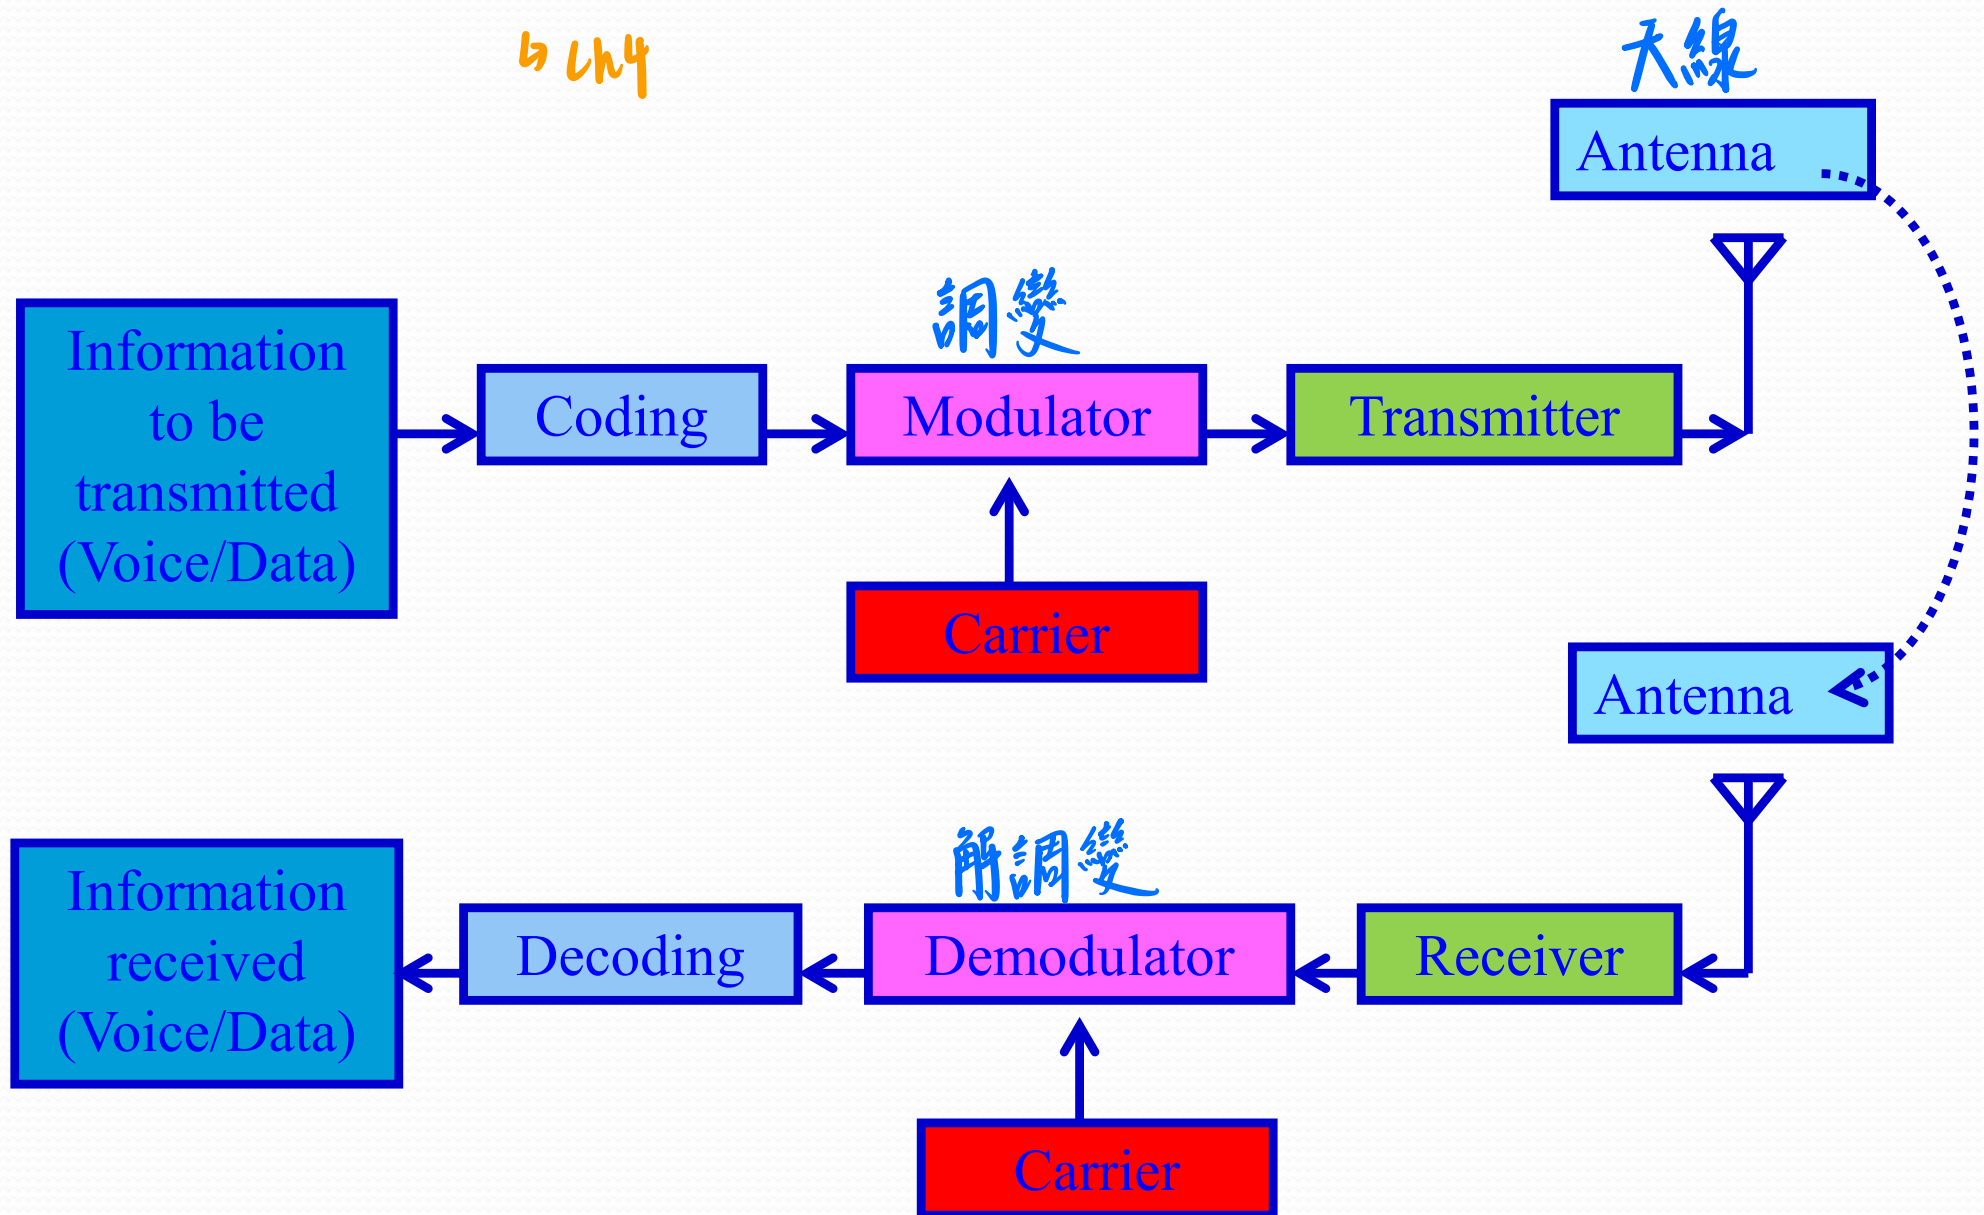 ↳ Ch4
天線
Antenna
調變
Information
to be
transmitted
(Voice/Data)
Coding
Modulator
Transmitter
Carrier
Antenna
解調變
Information
received
(Voice/Data)
Decoding
Demodulator
Receiver
Carrier